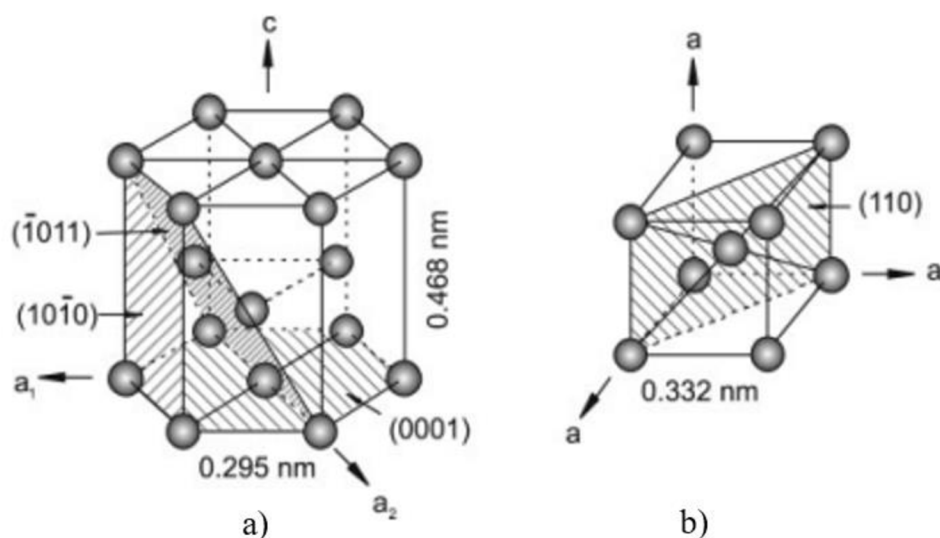 c
a
(1̄011)
(110)
0.468 nm
(101̄0)
a
a₁
(0001)
0.332 nm
a
0.295 nm
a₂
a)
b)